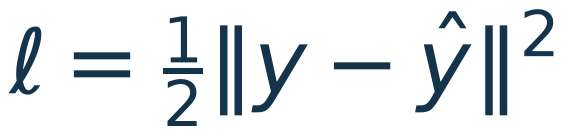 ℓ = ½‖y − ŷ‖²